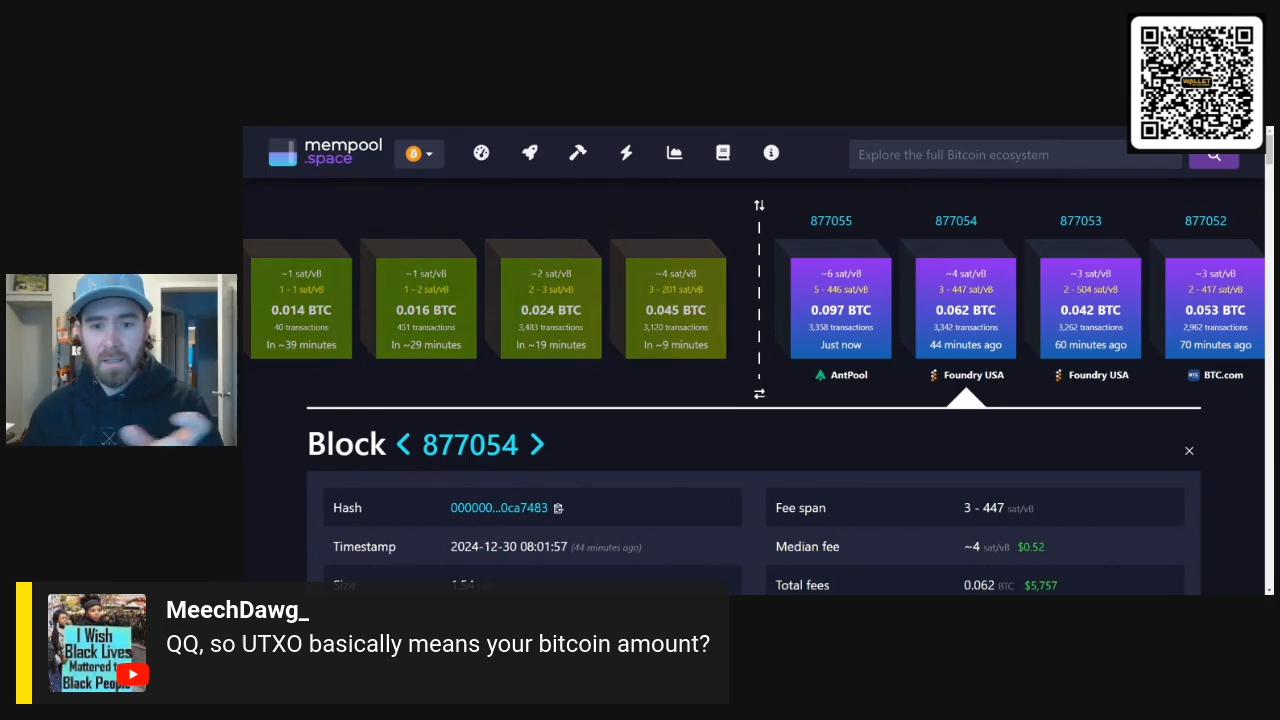 WALLET
mempool
.space
Explore the full Bitcoin ecosystem
877055
877054
877053
877052
~1 sat/vB
1 - 1 sat/vB
0.014 BTC
40 transactions
In ~39 minutes
~1 sat/vB
1 - 2 sat/vB
0.016 BTC
451 transactions
In ~29 minutes
~2 sat/vB
2 - 3 sat/vB
0.024 BTC
3,483 transactions
In ~19 minutes
~4 sat/vB
3 - 201 sat/vB
0.045 BTC
3,120 transactions
In ~9 minutes
~6 sat/vB
5 - 446 sat/vB
0.097 BTC
3,358 transactions
Just now
AntPool
~4 sat/vB
3 - 447 sat/vB
0.062 BTC
3,342 transactions
44 minutes ago
Foundry USA
~3 sat/vB
2 - 504 sat/vB
0.042 BTC
3,262 transactions
60 minutes ago
Foundry USA
~3 sat/vB
2 - 417 sat/vB
0.053 BTC
2,962 transactions
70 minutes ago
BTC.com
Block < 877054 >
Hash 000000...0ca7483
Timestamp 2024-12-30 08:01:57 (44 minutes ago)
Size 1.54
Fee span 3 - 447 sat/vB
Median fee ~4 sat/vB $0.52
Total fees 0.062 BTC $5,757
I Wish
Black Lives
Mattered to
Black People
MeechDawg_
QQ, so UTXO basically means your bitcoin amount?